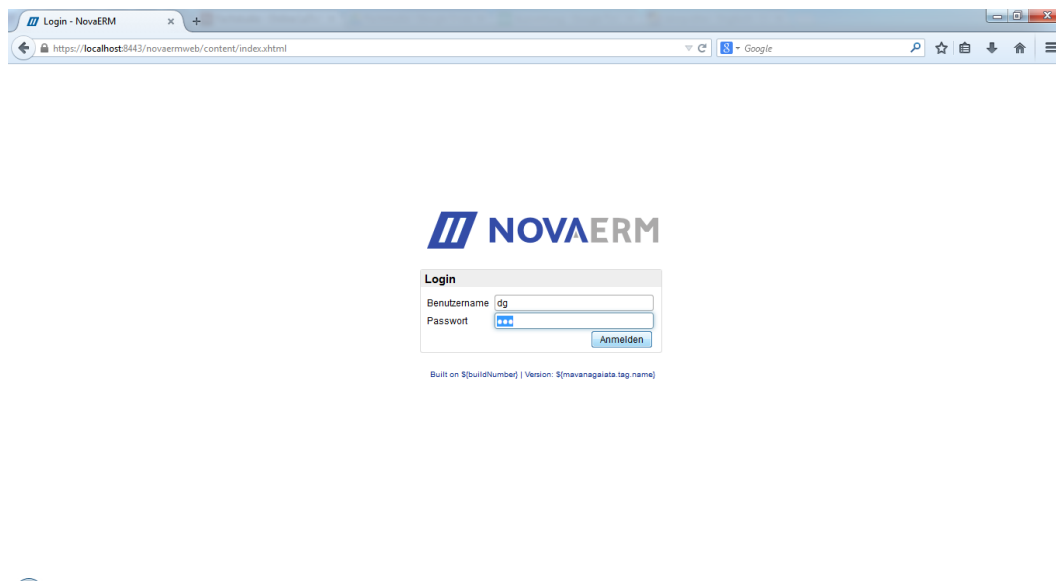 Login - NovaERM
https://localhost:8443/novaermweb/content/index.xhtml
Google
NOVAERM
Login
Benutzername dg
Passwort
Anmelden
Built on ${buildNumber} | Version: ${mavanagaiata.tag.name}